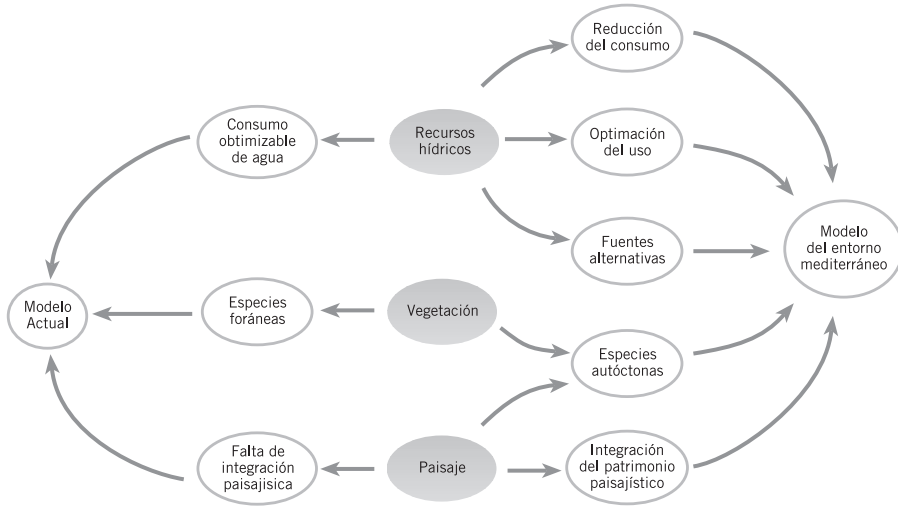 Reducción
del consumo
Consumo
obtimizable
de agua
Recursos
hídricos
Optimación
del uso
Fuentes
alternativas
Modelo
del entorno
mediterráneo
Modelo
Actual
Especies
foráneas
Vegetación
Especies
autóctonas
Falta de
integración
paisajisica
Paisaje
Integración
del patrimonio
paisajístico